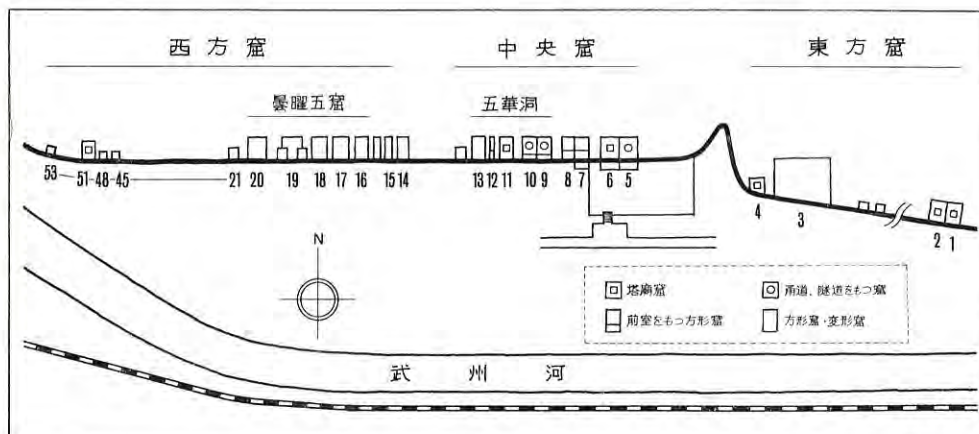 西方窟 中央窟 東方窟
曇曜五窟 五華洞
53 51 48 45 21 20 19 18 17 16 15 14 13 12 11 10 9 8 7 6 5
4 3 2 1
N
塔廟窟 甬道、隧道をもつ窟
前室をもつ方形窟 方形窟・変形窟
武州河